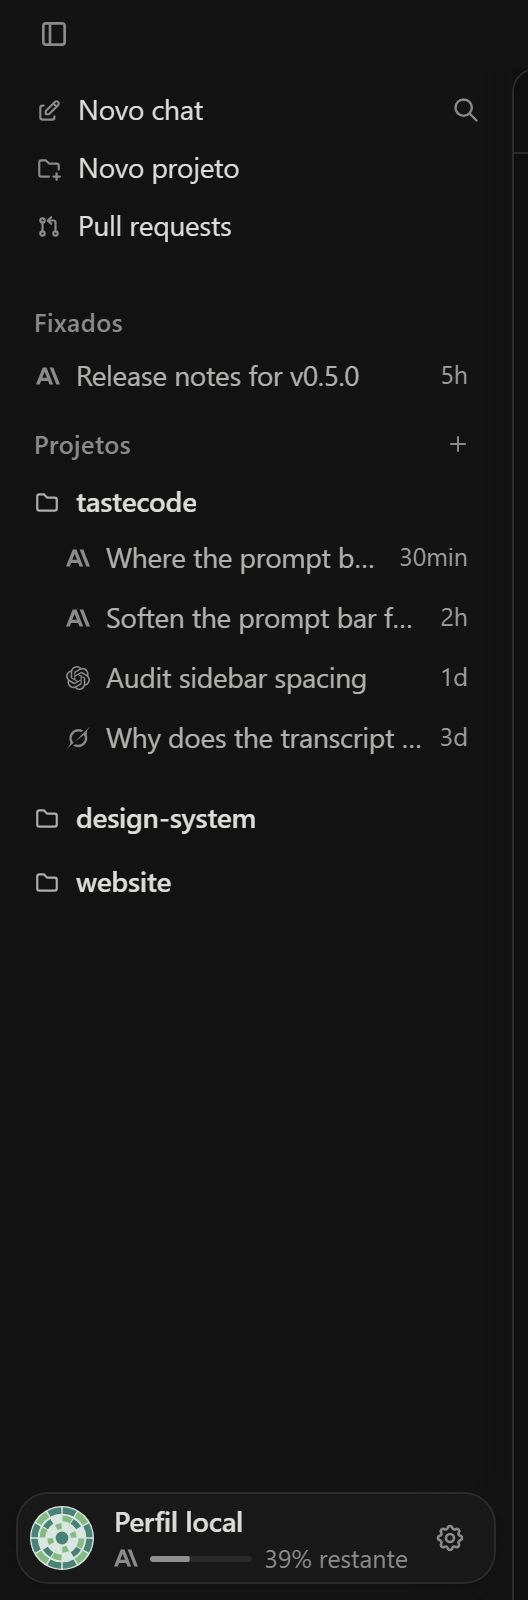 Novo chat
Novo projeto
Pull requests
Fixados
Release notes for v0.5.0 5h
Projetos +
tastecode
Where the prompt b... 30min
Soften the prompt bar f... 2h
Audit sidebar spacing 1d
Why does the transcript ... 3d
design-system
website
Perfil local
39% restante